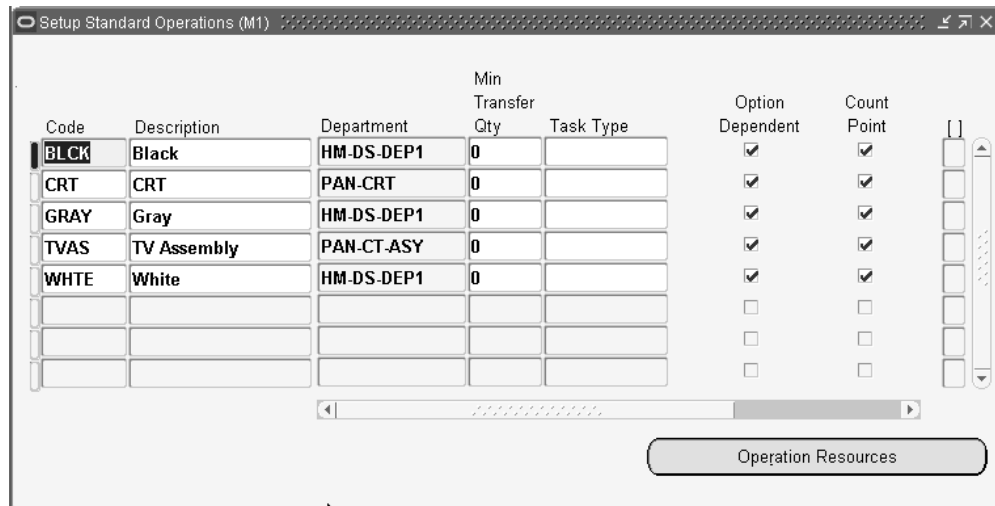 Setup Standard Operations (M1)
Min
Transfer Option Count
Code Description Department Qty Task Type Dependent Point [ ]
BLCK Black HM-DS-DEP1 0
CRT CRT PAN-CRT 0
GRAY Gray HM-DS-DEP1 0
TVAS TV Assembly PAN-CT-ASY 0
WHTE White HM-DS-DEP1 0
Operation Resources